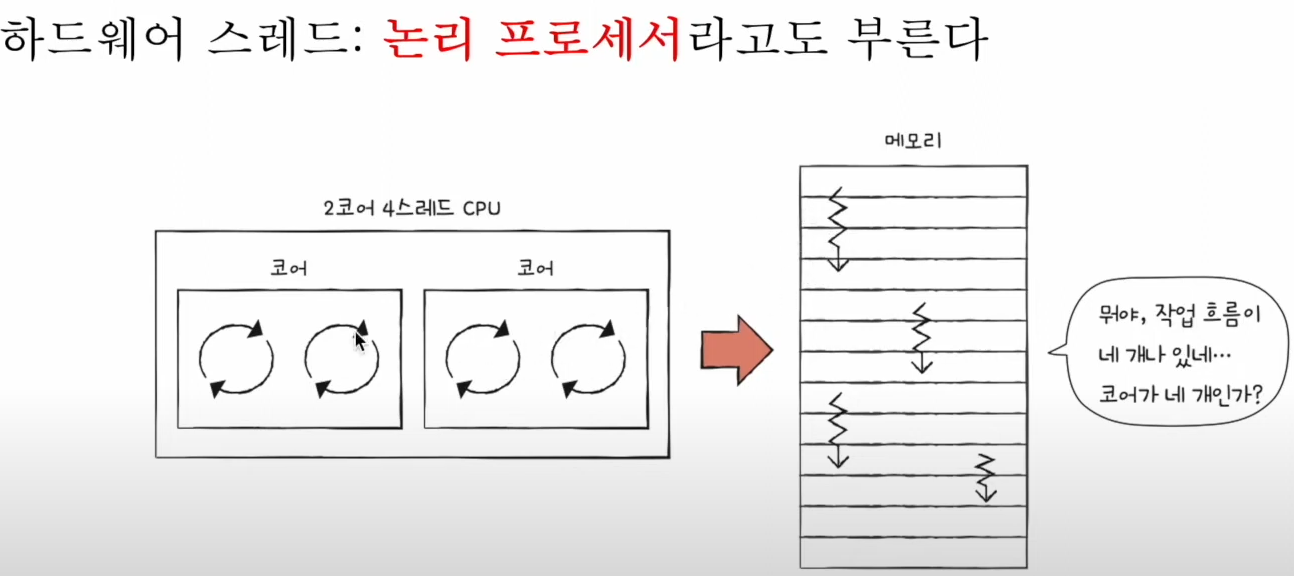 하드웨어 스레드: 논리 프로세서라고도 부른다
메모리
2코어 4스레드 CPU
코어
코어
뭐야, 작업 흐름이
네 개나 있네…
코어가 네 개인가?